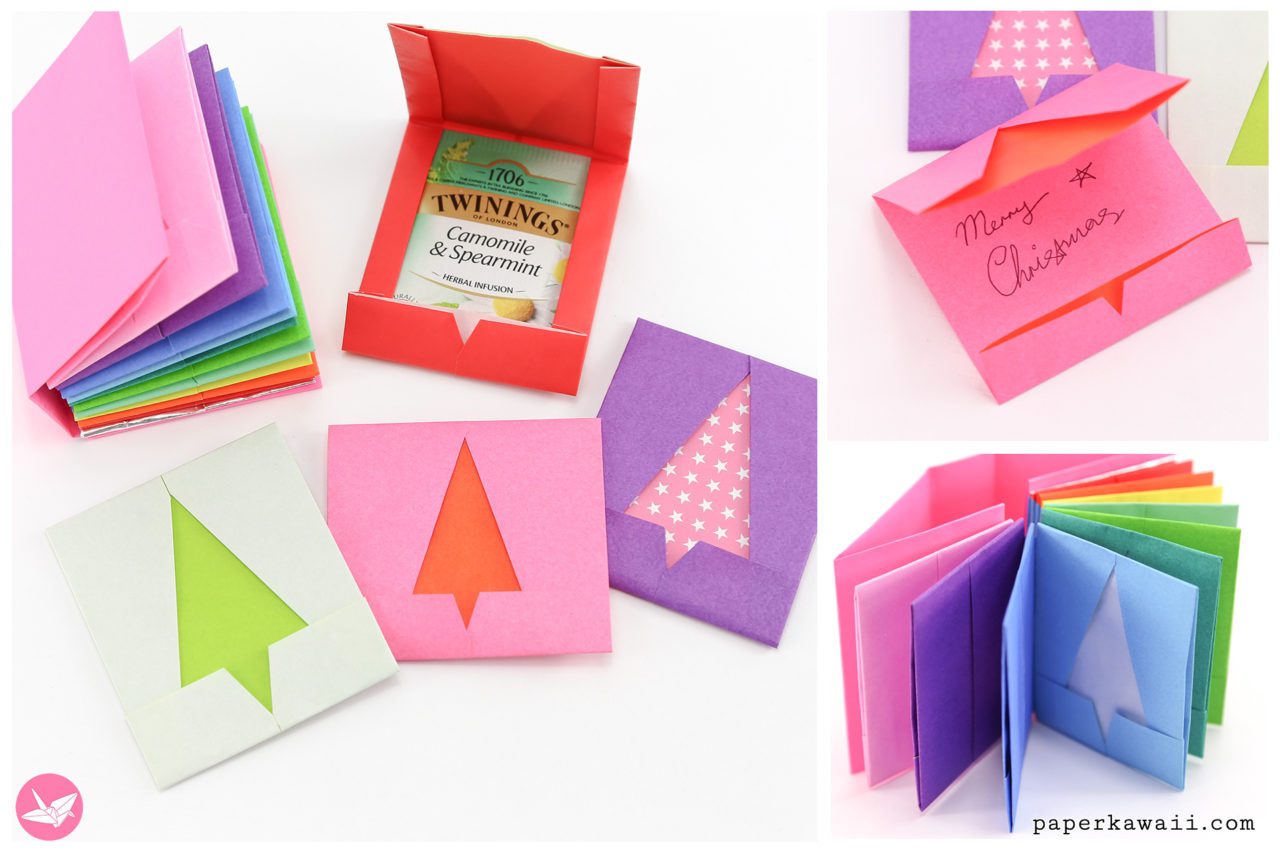 1706
TWININGS
OF LONDON
Camomile
& Spearmint
HERBAL INFUSION
Merry
Christmas
paperkawaii.com